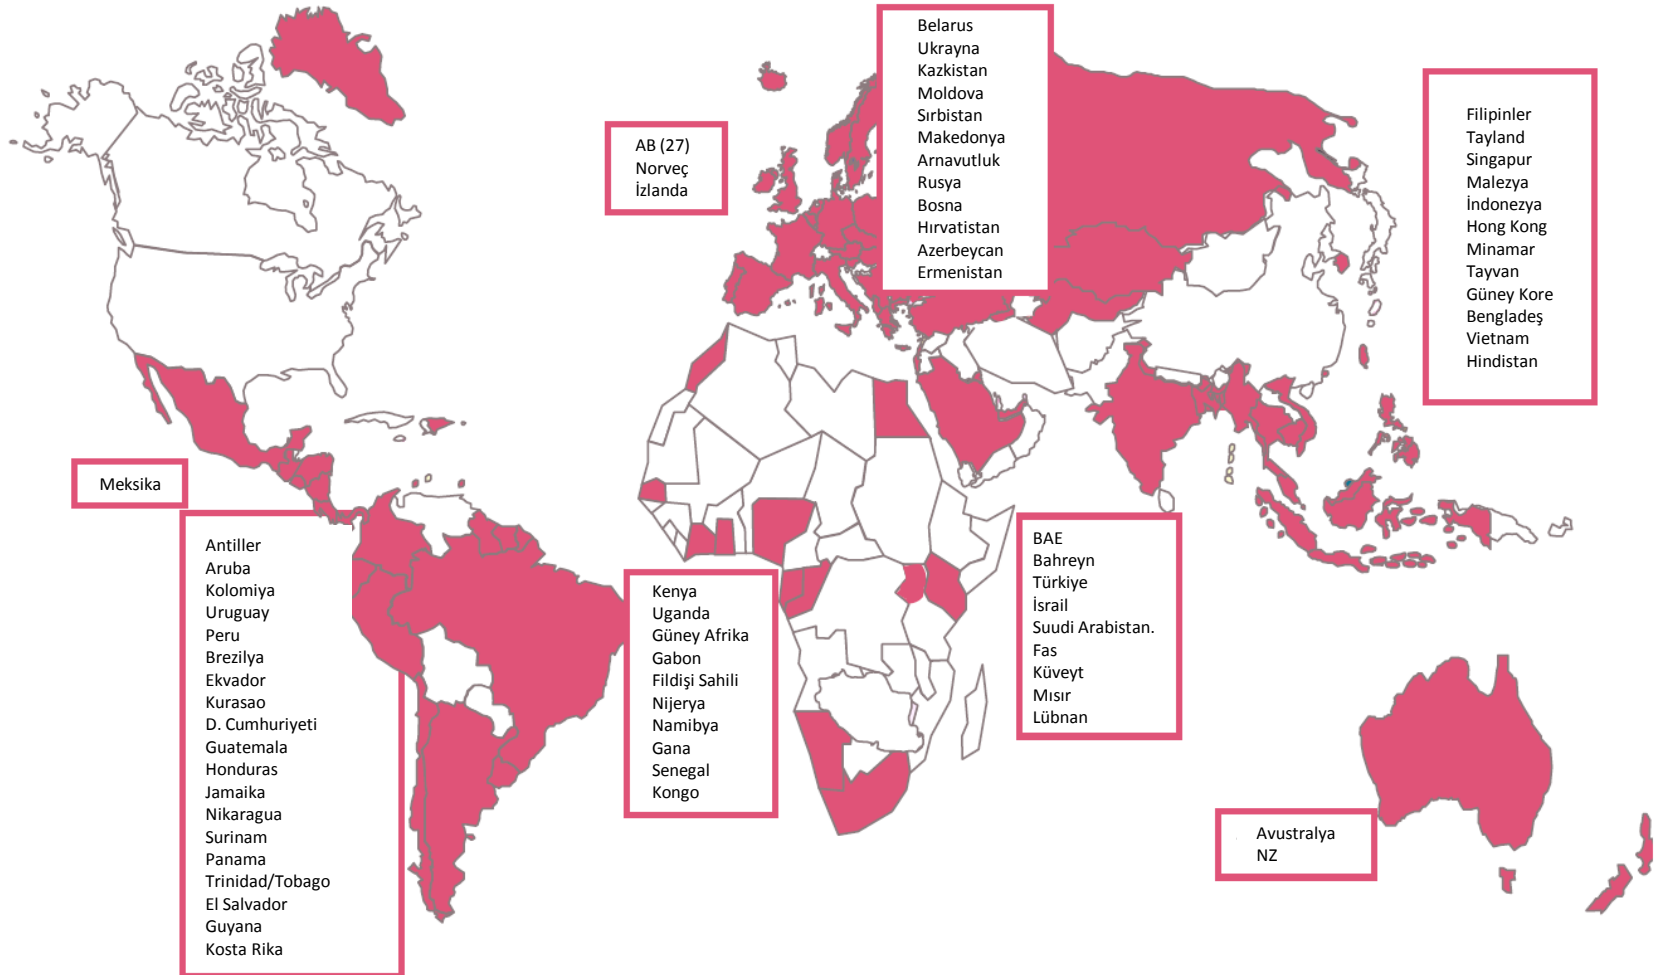 Belarus
Ukrayna
Kazkistan
Moldova
Sırbistan
Makedonya
Arnavutluk
Rusya
Bosna
Hırvatistan
Azerbeycan
Ermenistan
AB (27)
Norveç
İzlanda
Filipinler
Tayland
Singapur
Malezya
İndonezya
Hong Kong
Minamar
Tayvan
Güney Kore
Bengladeş
Vietnam
Hindistan
Meksika
Antiller
Aruba
Kolomiya
Uruguay
Peru
Brezilya
Ekvador
Kurasao
D. Cumhuriyeti
Guatemala
Honduras
Jamaika
Nikaragua
Surinam
Panama
Trinidad/Tobago
El Salvador
Guyana
Kosta Rika
Kenya
Uganda
Güney Afrika
Gabon
Fildişi Sahili
Nijerya
Namibya
Gana
Senegal
Kongo
BAE
Bahreyn
Türkiye
İsrail
Suudi Arabistan.
Fas
Küveyt
Mısır
Lübnan
Avustralya
NZ